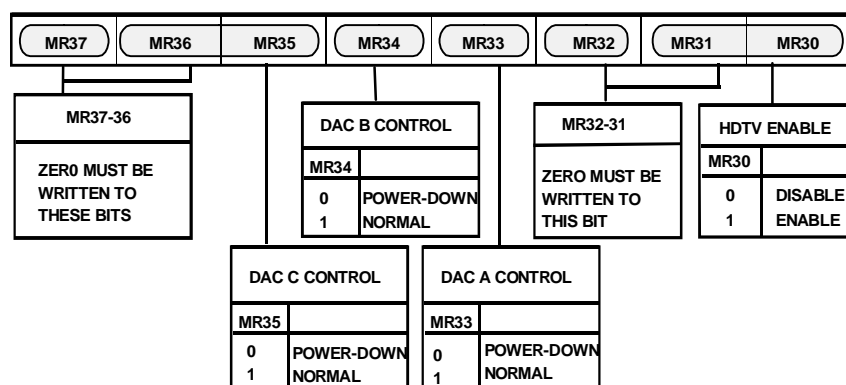 MR37 MR36 MR35 MR34 MR33 MR32 MR31 MR30
MR37-36
ZER0 MUST BE
WRITTEN TO
THESE BITS
DAC B CONTROL
MR34
0 POWER-DOWN
1 NORMAL
MR32-31
ZERO MUST BE
WRITTEN TO
THIS BIT
HDTV ENABLE
MR30
0 DISABLE
1 ENABLE
DAC C CONTROL
MR35
0 POWER-DOWN
1 NORMAL
DAC A CONTROL
MR33
0 POWER-DOWN
1 NORMAL